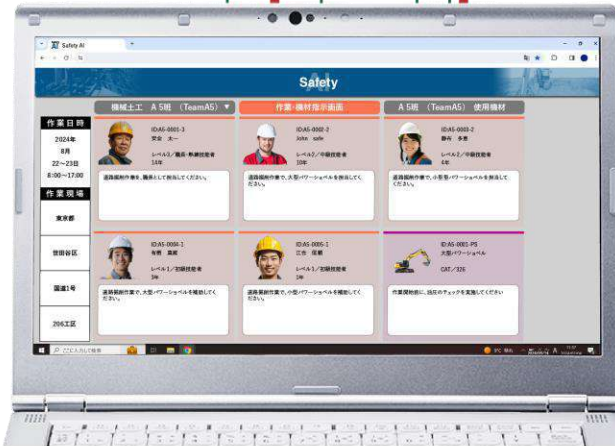 Safety AI
Safety
AI
機械土工 A5班 (TeamA5) ▼
作業・機材指示画面
A5班 (TeamA5) 使用機材
作業日時
2024年
8月
22~23日
8:00~17:00
作業現場
東京都
世田谷区
国道1号
206工区
ID:A5-0001-3
安全 太一
レベル3/職長・熟練技能者
14年
道路掘削作業を、職長として担当してください。
ID:A5-0002-2
John safe
レベル2/中級技能者
10年
道路掘削作業で、大型パワーショベルを担当してください。
ID:A5-0003-2
レベル2/中級技能者
4年
道路掘削作業で、小型パワーショベルを担当してください。
ID:A5-0004-1
レベル1/初級技能者
3年
道路掘削作業で、大型パワーショベルを補助してください。
ID:A5-0005-1
レベル1/初級技能者
1年
道路掘削作業で、小型パワーショベルを補助してください。
ID:A5-0001-PS
大型パワーショベル
CAT/326
作業開始前に、油圧のチェックを実施してください
ここに入力して検索